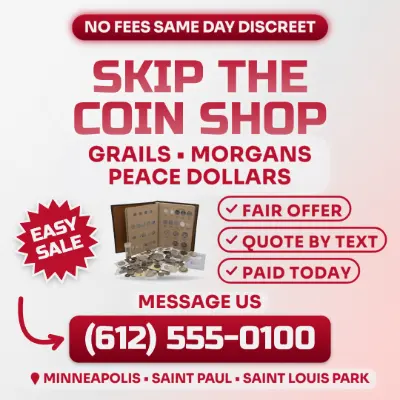 NO FEES SAME DAY DISCREET
SKIP THE
COIN SHOP
GRAILS • MORGANS
PEACE DOLLARS
EASY
SALE
FAIR OFFER
QUOTE BY TEXT
PAID TODAY
MESSAGE US
(612) 555-0100
MINNEAPOLIS • SAINT PAUL • SAINT LOUIS PARK